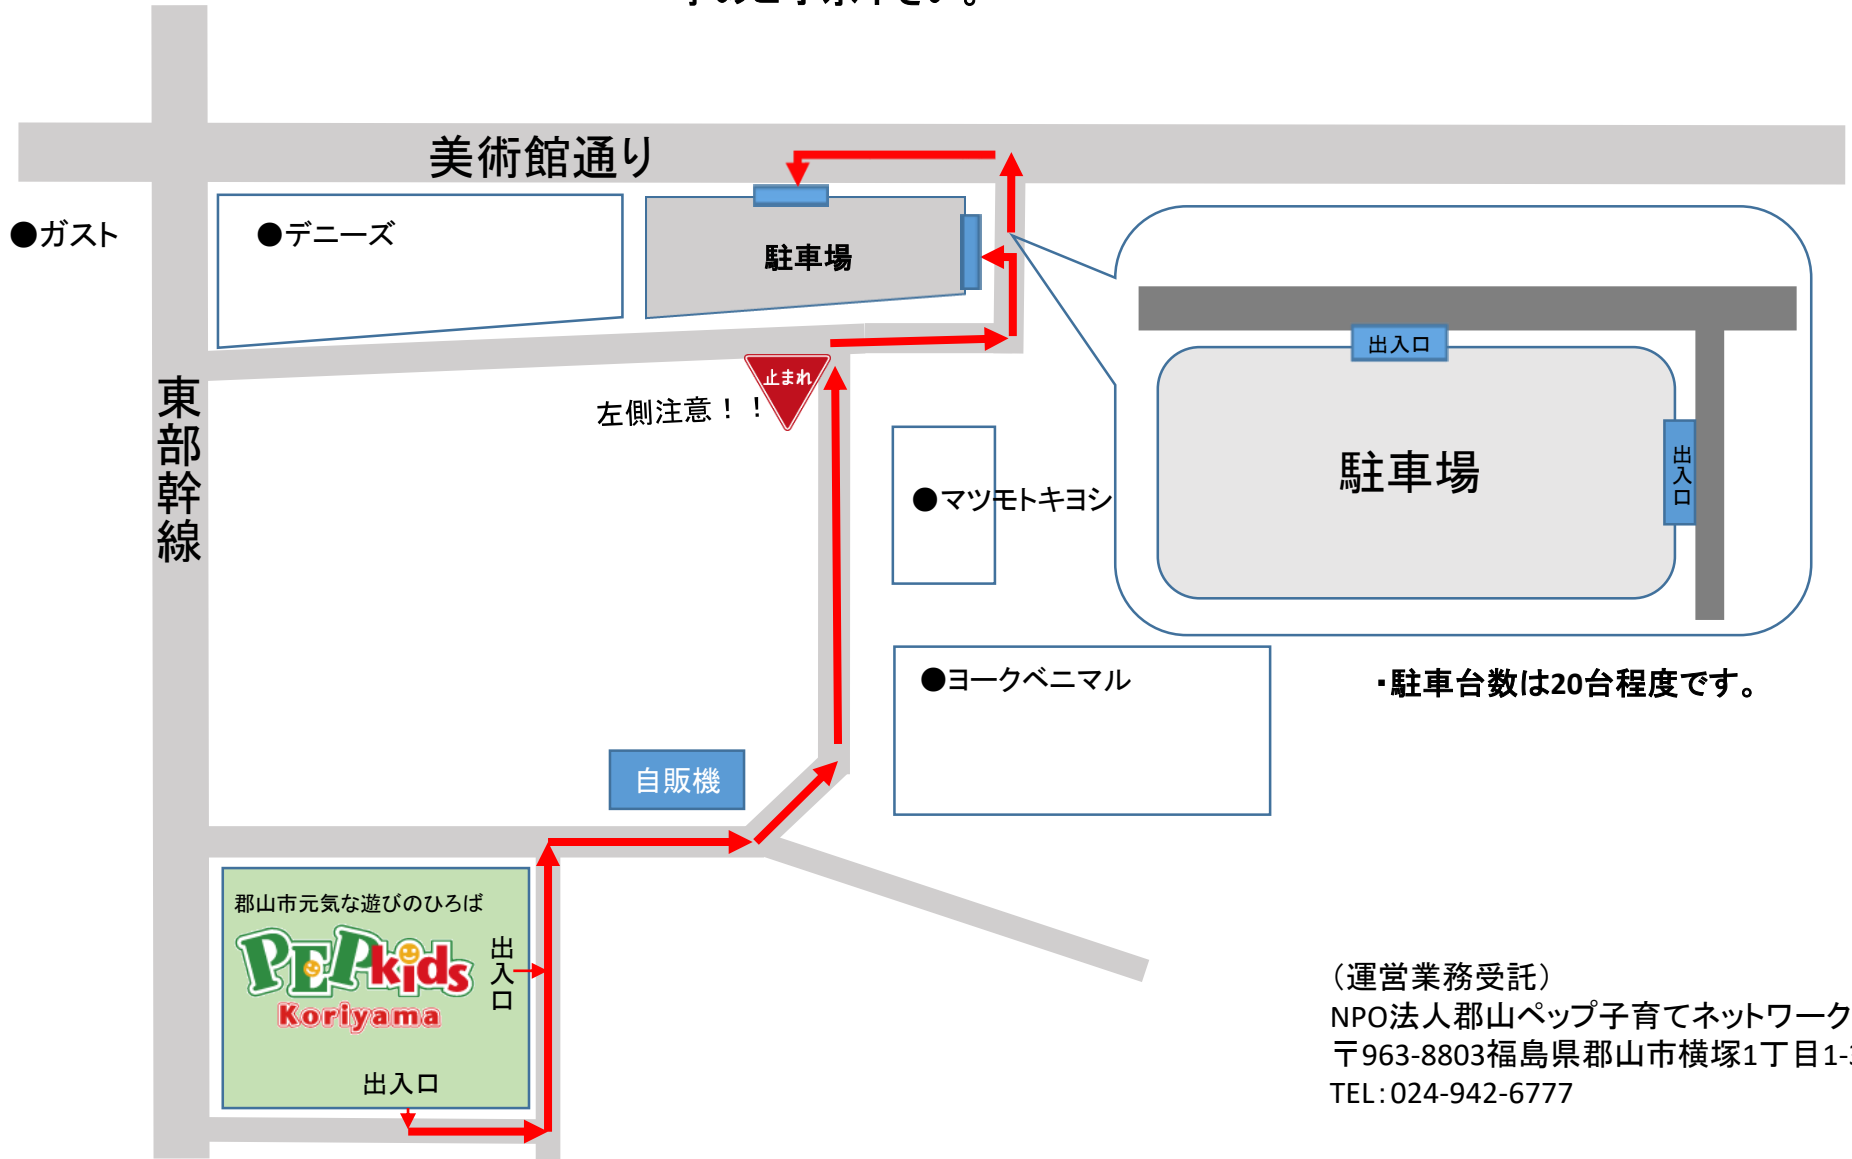 美術館通り
●ガスト
●デニーズ
駐車場
出入口
止まれ
左側注意！！
東部幹線
駐車場
出入口
●マツモトキヨシ
●ヨークベニマル
・駐車台数は20台程度です。
自販機
郡山市元気な遊びのひろば
PEPkids
Koriyama
出入口
出入口
（運営業務受託）
NPO法人郡山ペップ子育てネットワーク
〒963-8803福島県郡山市横塚1丁目1-3
TEL：024-942-6777